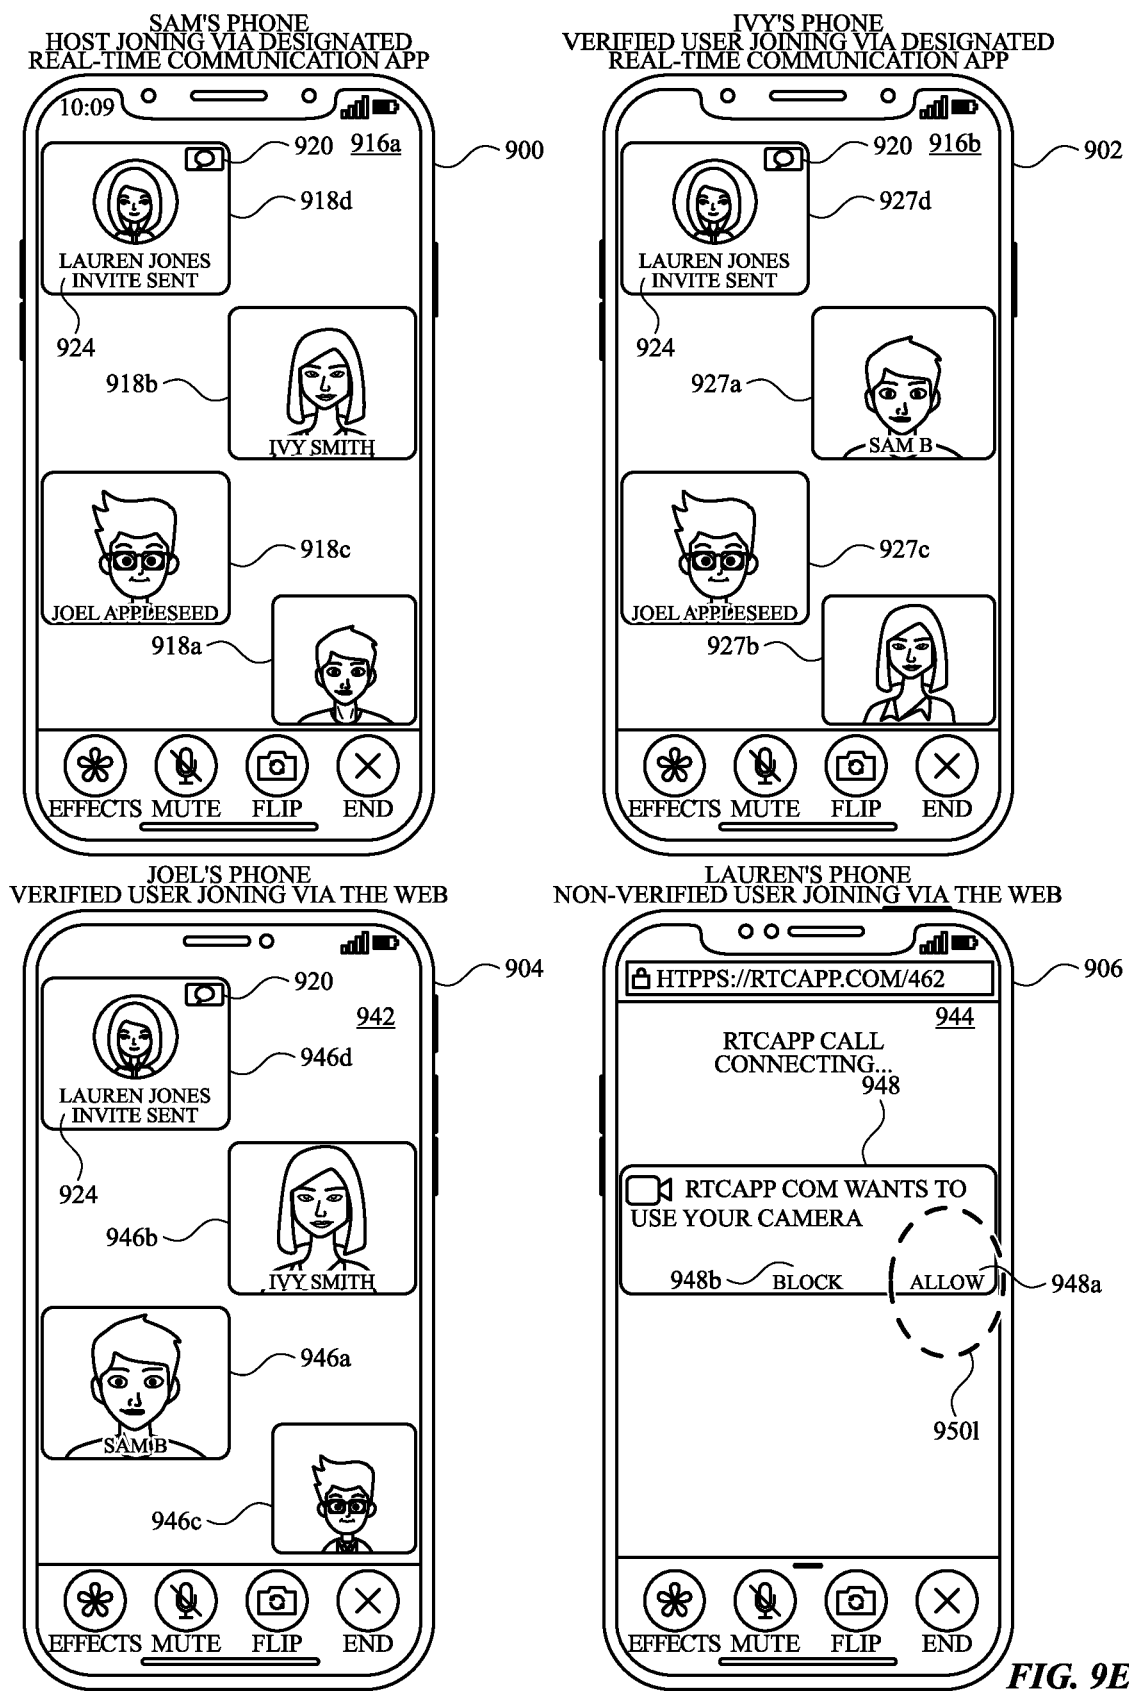 SAM'S PHONE
HOST JONING VIA DESIGNATED
REAL-TIME COMMUNICATION APP
10:09
920
916a
900
918d
LAUREN JONES
INVITE SENT
924
918b
IVY SMITH
918c
JOEL APPLESEED
918a
EFFECTS MUTE FLIP END
IVY'S PHONE
VERIFIED USER JOINING VIA DESIGNATED
REAL-TIME COMMUNICATION APP
920
916b
902
927d
LAUREN JONES
INVITE SENT
924
927a
SAM B
927c
JOEL APPLESEED
927b
EFFECTS MUTE FLIP END
JOEL'S PHONE
VERIFIED USER JONING VIA THE WEB
920
942
904
946d
LAUREN JONES
INVITE SENT
924
946b
IVY SMITH
946a
SAM B
946c
EFFECTS MUTE FLIP END
LAUREN'S PHONE
NON-VERIFIED USER JOINING VIA THE WEB
HTPPS://RTCAPP.COM/462
906
944
RTCAPP CALL
CONNECTING...
948
RTCAPP COM WANTS TO
USE YOUR CAMERA
948b
BLOCK
ALLOW
948a
950l
EFFECTS MUTE FLIP END
FIG. 9E